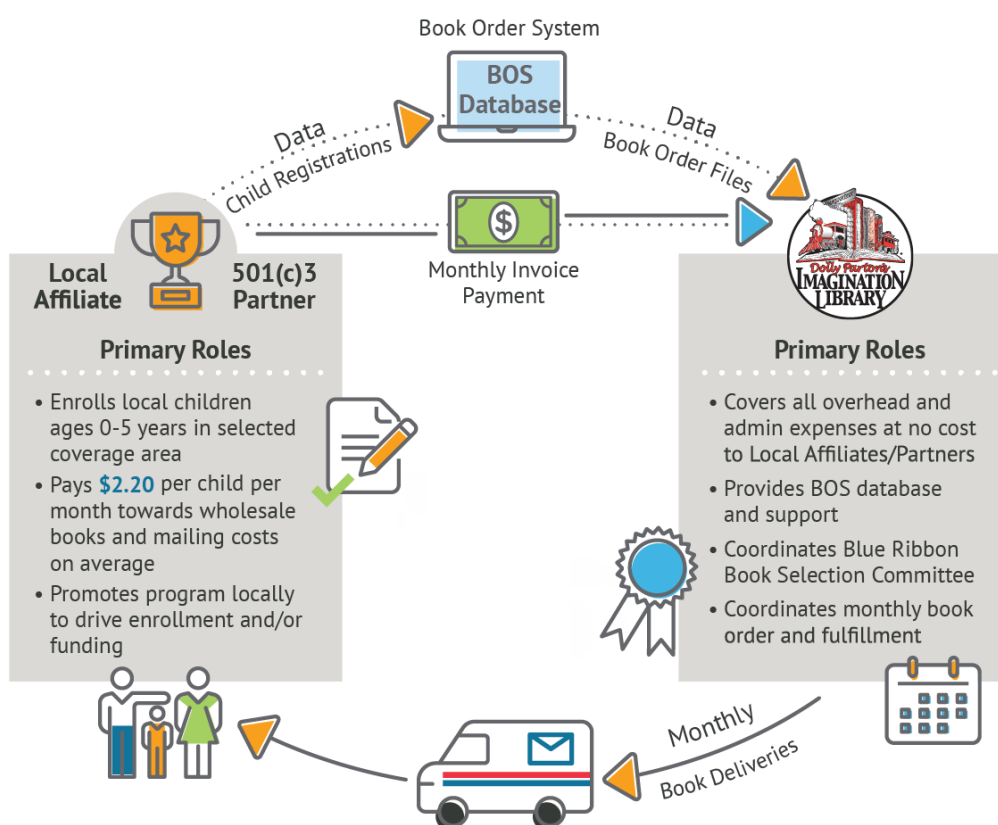 Book Order System
BOS
Database
Data
Child Registrations
Data
Book Order Files
$
Monthly Invoice
Payment
Local
Affiliate
501(c)3
Partner
Dolly Parton's
IMAGINATION
LIBRARY
Primary Roles
• Enrolls local children
ages 0-5 years in selected
coverage area
• Pays $2.20 per child per
month towards wholesale
books and mailing costs
on average
• Promotes program locally
to drive enrollment and/or
funding
Primary Roles
• Covers all overhead and
admin expenses at no cost
to Local Affiliates/Partners
• Provides BOS database
and support
• Coordinates Blue Ribbon
Book Selection Committee
• Coordinates monthly book
order and fulfillment
Monthly
Book Deliveries